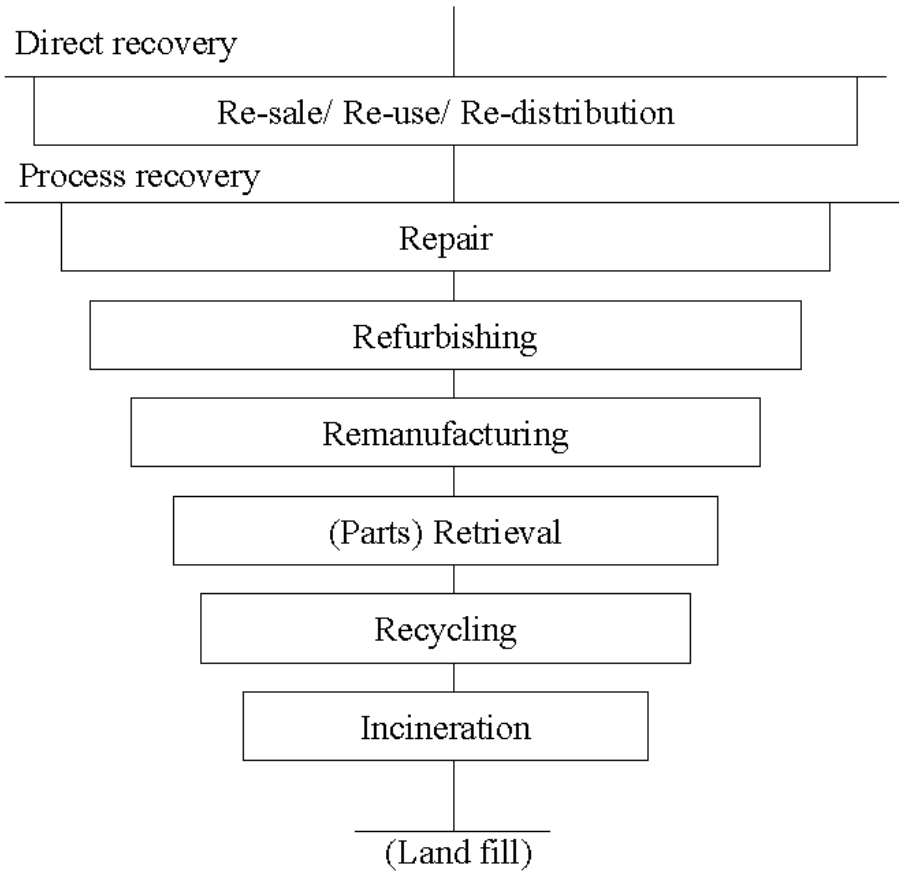 Direct recovery
Re-sale/ Re-use/ Re-distribution
Process recovery
Repair
Refurbishing
Remanufacturing
(Parts) Retrieval
Recycling
Incineration
(Land fill)